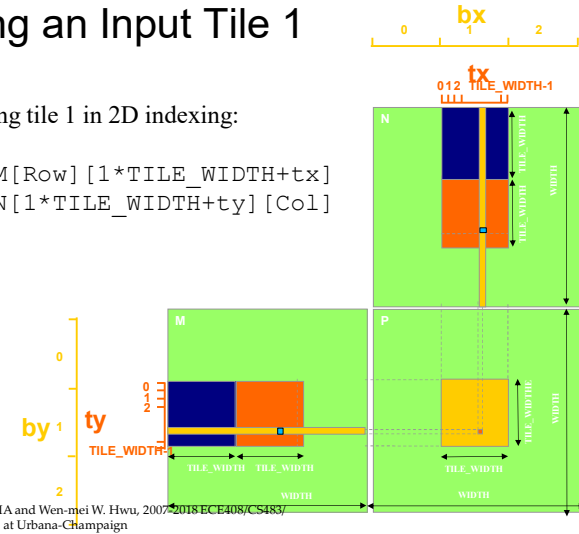 ng an Input Tile 1
bx
0 1 2
tx
0 1 2 TILE_WIDTH-1
ng tile 1 in 2D indexing:
M[Row][1*TILE_WIDTH+tx]
N[1*TILE_WIDTH+ty][Col]
N
TILE_WIDTH
TILE_WIDTH
WIDTH
M
P
by
0
1
2
ty
0
1
2
TILE_WIDTH-1
TILE_WIDTH TILE_WIDTH
WIDTH
TILE_WIDTHE
WIDTH
TILE_WIDTH
WIDTH
IA and Wen-mei W. Hwu, 2007-2018 ECE408/CS483/
at Urbana-Champaign